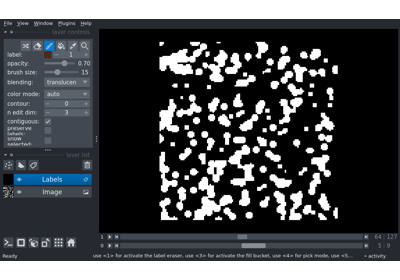 File View Window Plugins Help
layer controls
label: 1
opacity: 0.70
brush size: 15
blending: translucen
color mode: auto
contour: 0
n edit dim: 3
contiguous:
preserve
labels:
show
selected:
layer list
Labels
Image
1 64 127
0 5 9
Ready use <1> for activate the label eraser, use <3> for activate the fill bucket, use <4> for pick mode, use <5... activity